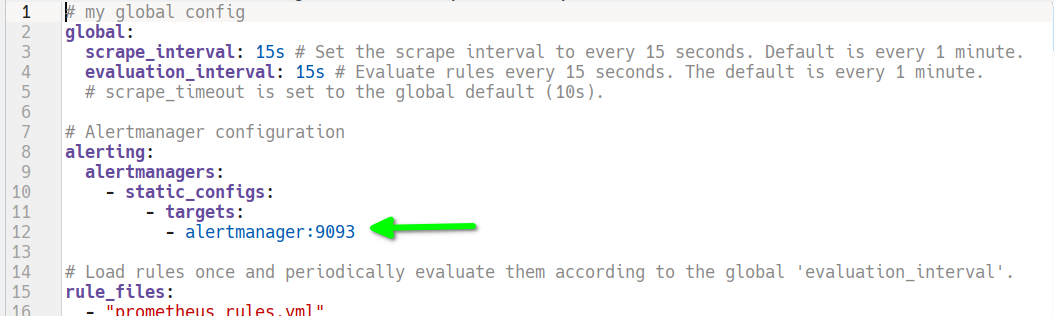 1 # my global config
2 global:
3   scrape_interval: 15s # Set the scrape interval to every 15 seconds. Default is every 1 minute.
4   evaluation_interval: 15s # Evaluate rules every 15 seconds. The default is every 1 minute.
5   # scrape_timeout is set to the global default (10s).
6
7 # Alertmanager configuration
8 alerting:
9   alertmanagers:
10     - static_configs:
11         - targets:
12           - alertmanager:9093
13
14 # Load rules once and periodically evaluate them according to the global 'evaluation_interval'.
15 rule_files:
16   - "prometheus_rules.yml"